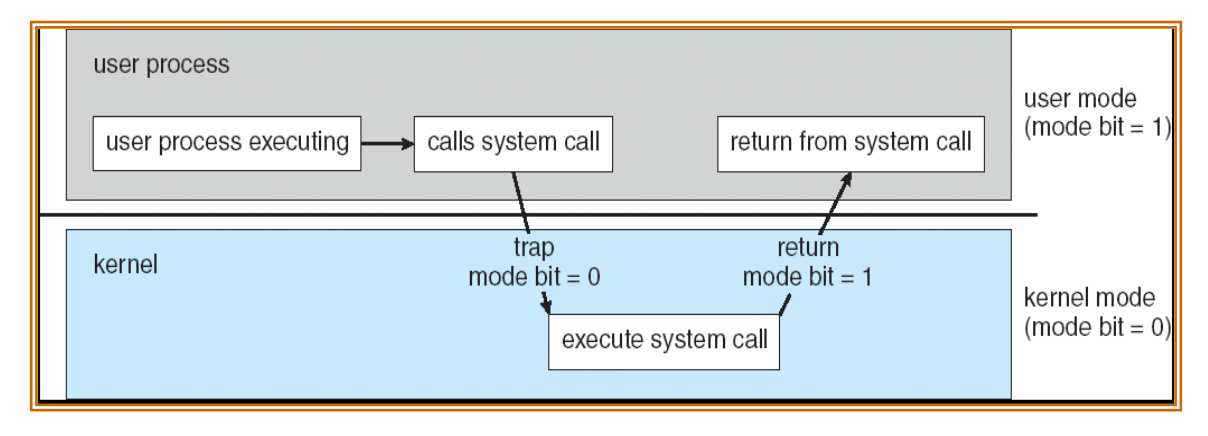 user process
user process executing
calls system call
return from system call
user mode
(mode bit = 1)
kernel
trap
mode bit = 0
return
mode bit = 1
execute system call
kernel mode
(mode bit = 0)